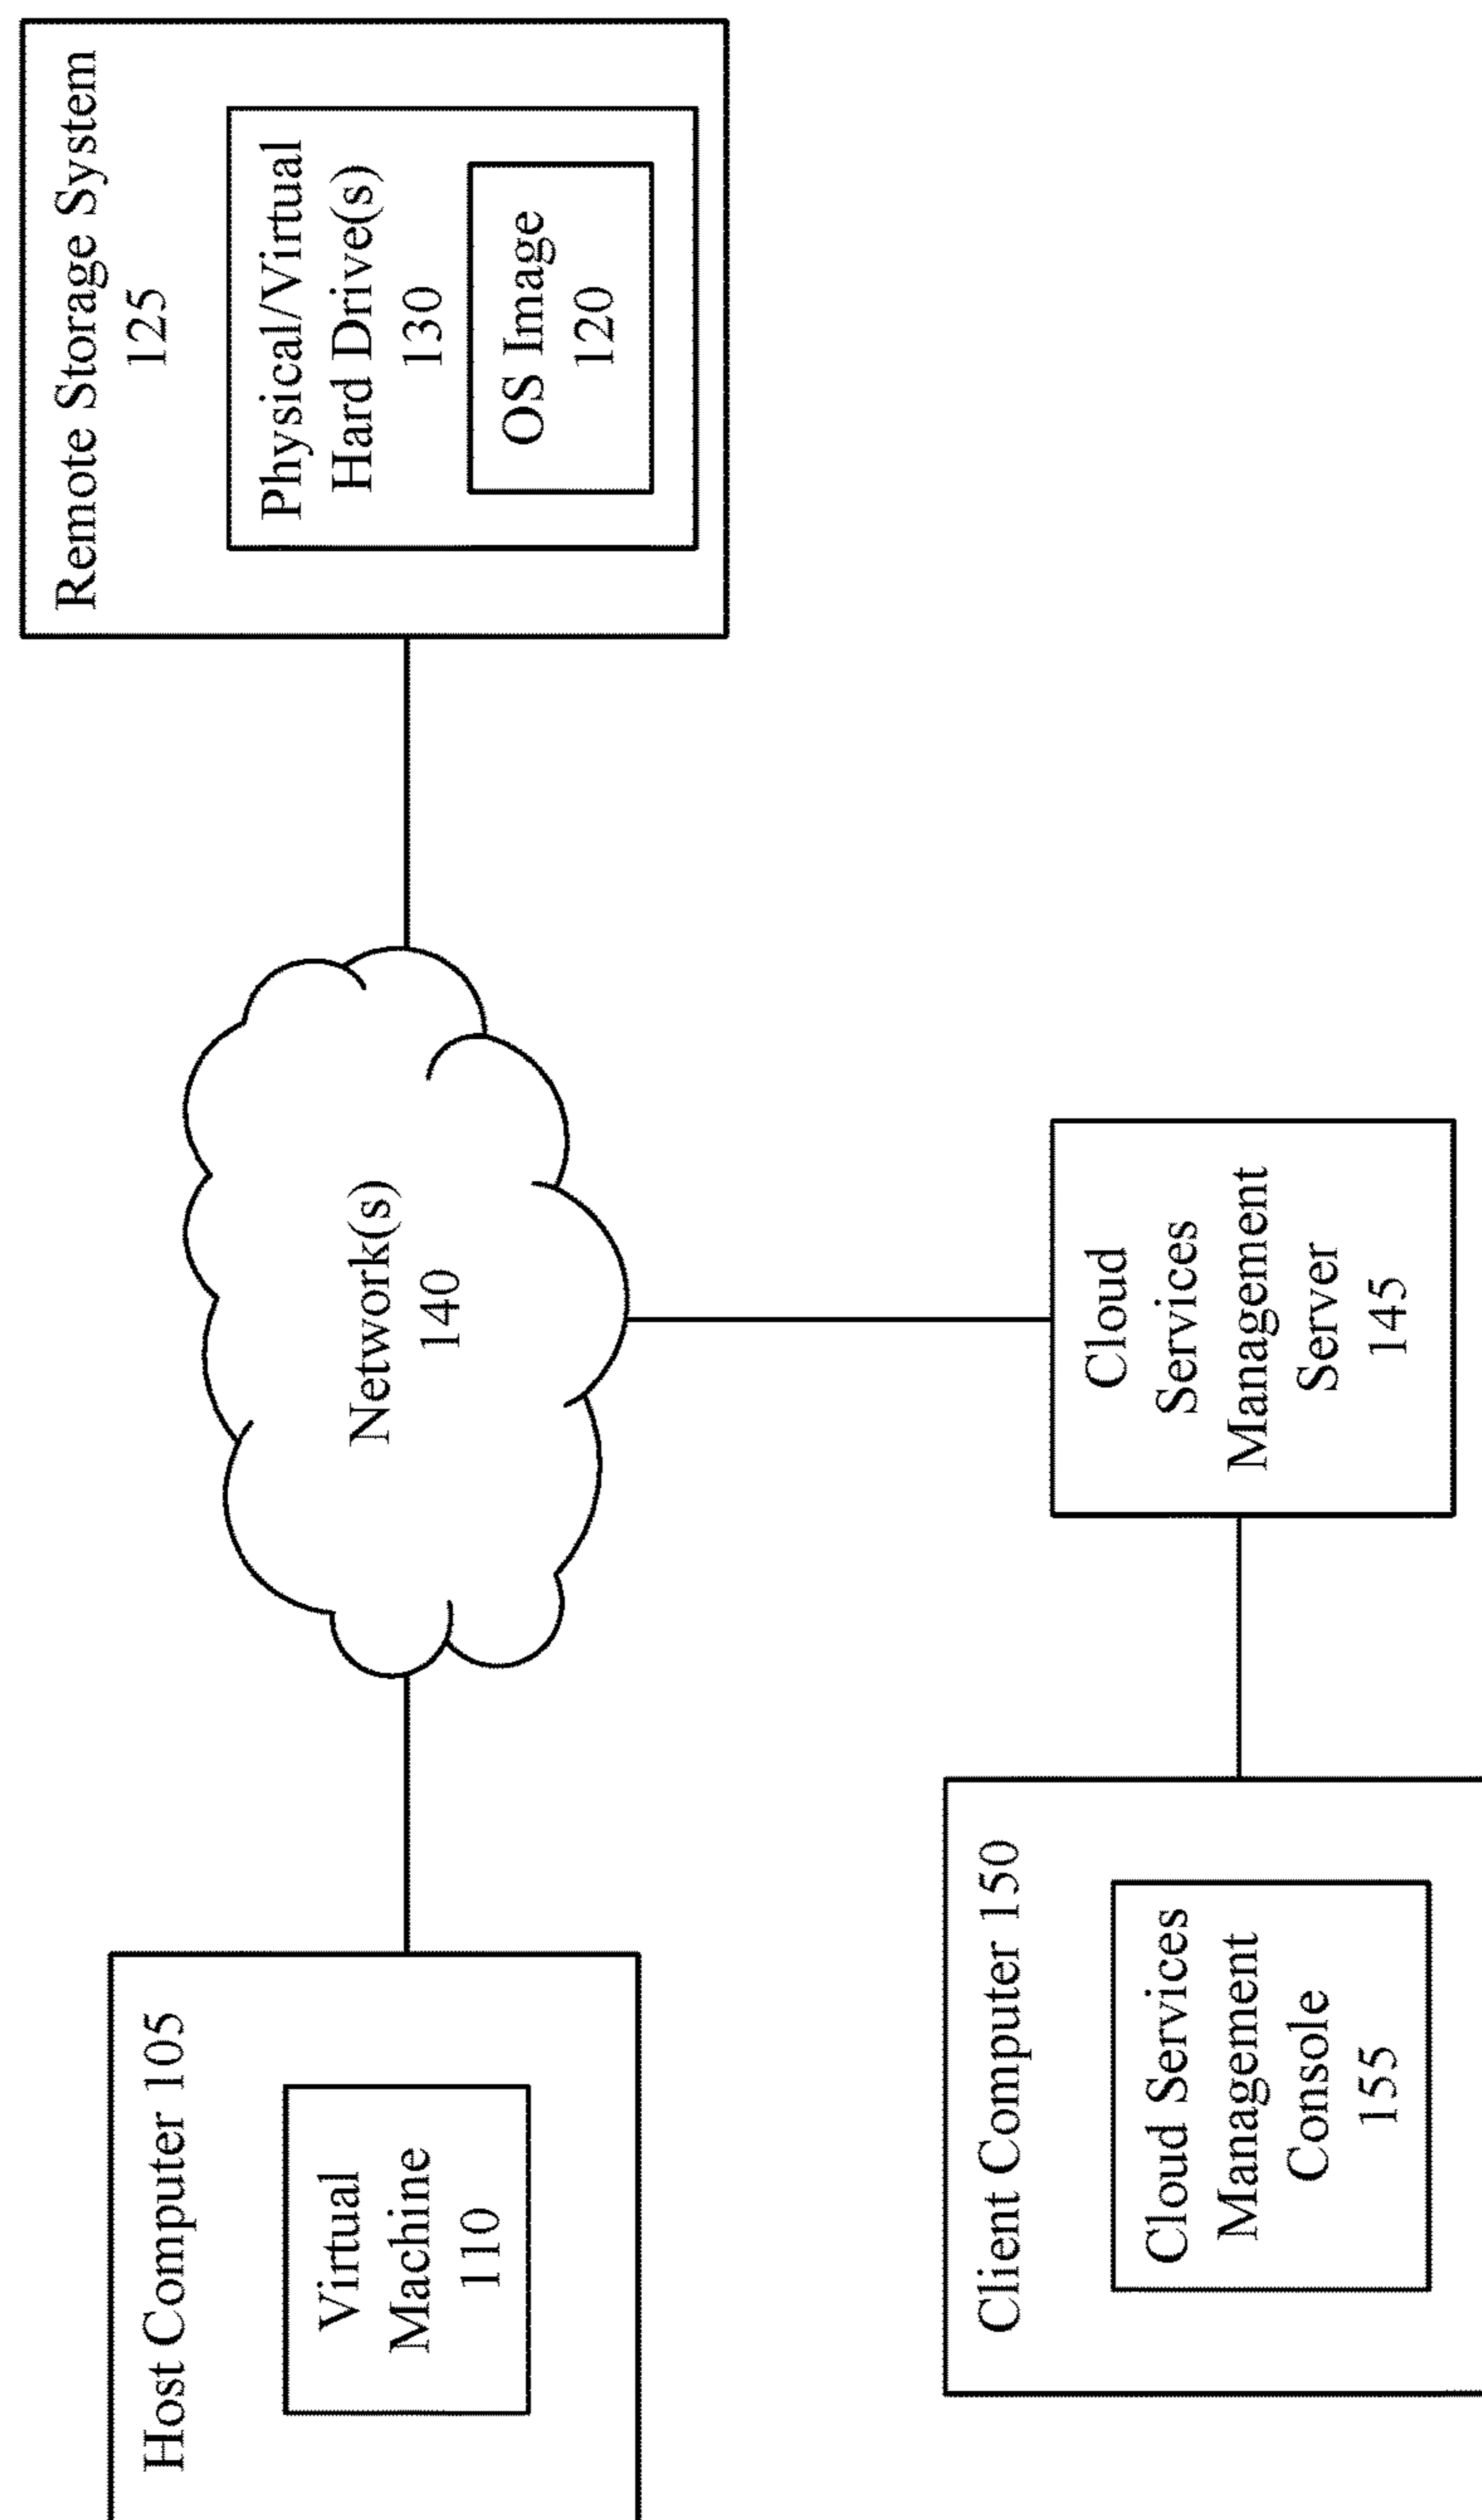 Host Computer 105
Virtual
Machine
110
Network(s)
140
Remote Storage System
125
Physical/Virtual
Hard Drive(s)
130
OS Image
120
Client Computer 150
Cloud Services
Management
Console
155
Cloud
Services
Management
Server
145